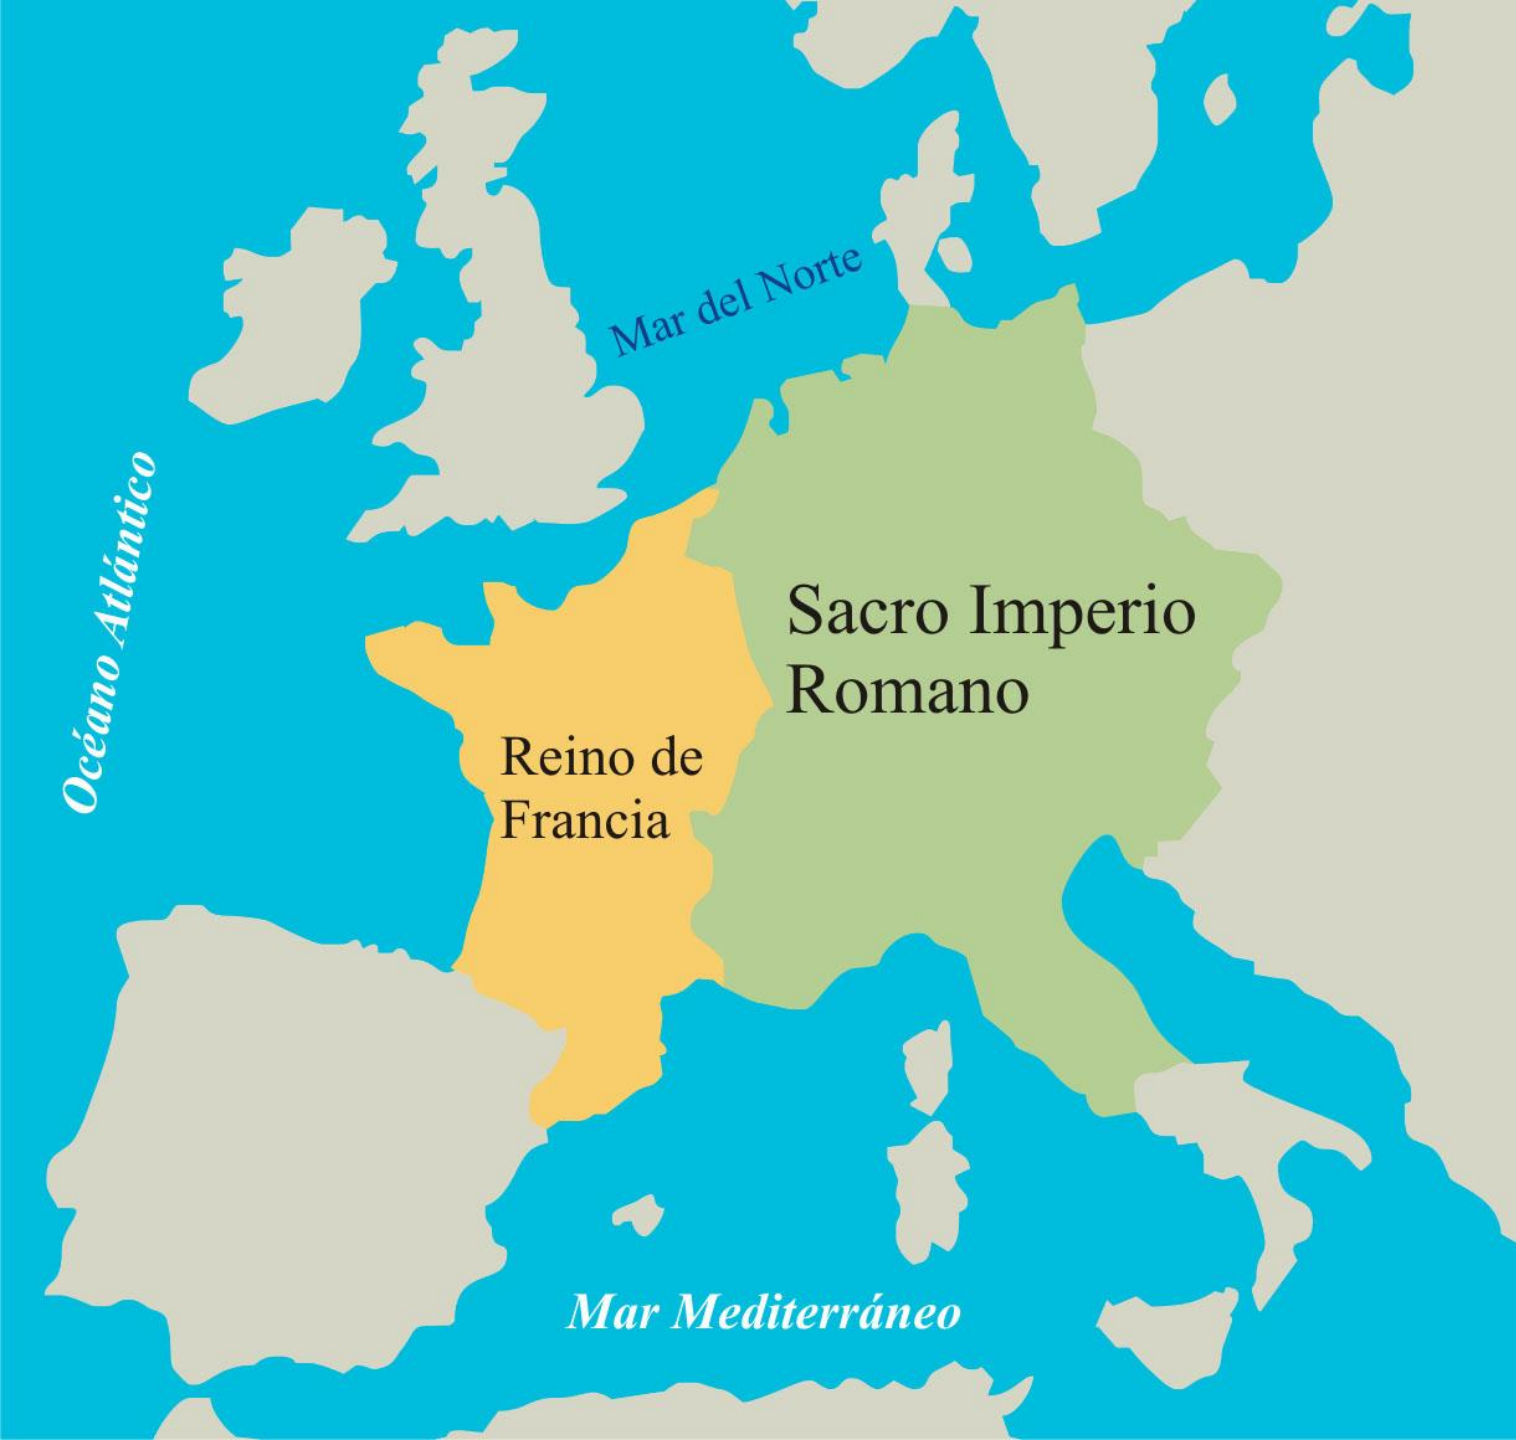 Mar del Norte
Océano Atlántico
Sacro Imperio
Romano
Reino de
Francia
Mar Mediterráneo